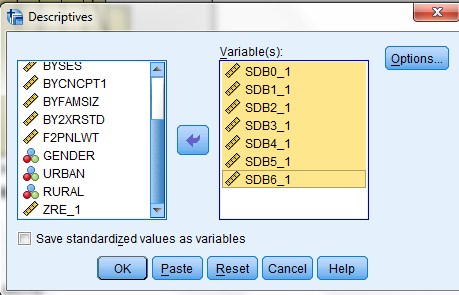 Descriptives
Variable(s):
BYSES
BYCNCPT1
BYFAMSIZ
BY2XRSTD
F2PNLWT
GENDER
URBAN
RURAL
ZRE_1
SDB0_1
SDB1_1
SDB2_1
SDB3_1
SDB4_1
SDB5_1
SDB6_1
Options...
Save standardized values as variables
OK
Paste
Reset
Cancel
Help